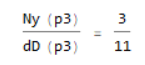 Ny (p3)
dD (p3)
=
3
11